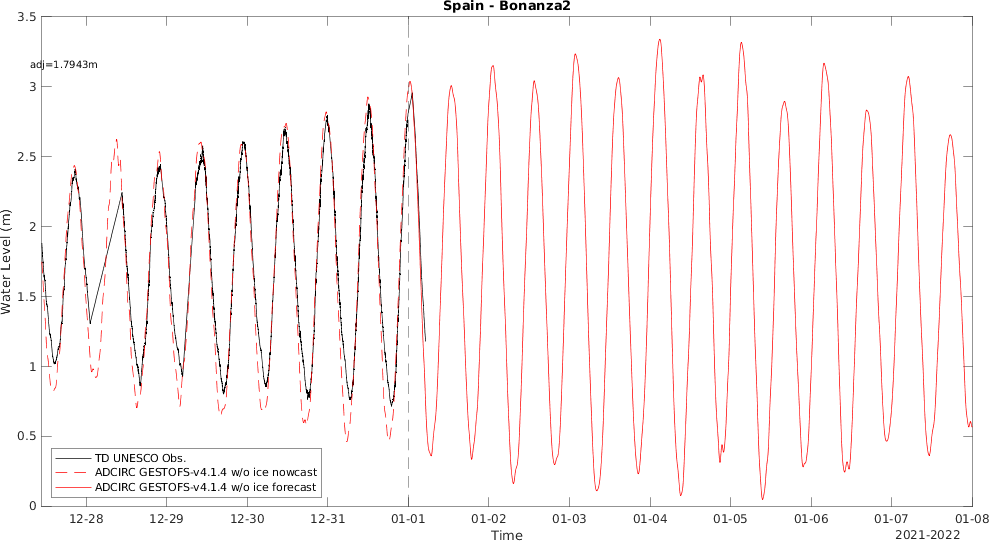 Spain - Bonanza2
adj=1.7943m
Water Level (m)
3.5
3
2.5
2
1.5
1
0.5
0
TD UNESCO Obs.
ADCIRC GESTOFS-v4.1.4 w/o ice nowcast
ADCIRC GESTOFS-v4.1.4 w/o ice forecast
12-28 12-29 12-30 12-31 01-01 01-02 01-03 01-04 01-05 01-06 01-07 01-08
Time
2021-2022